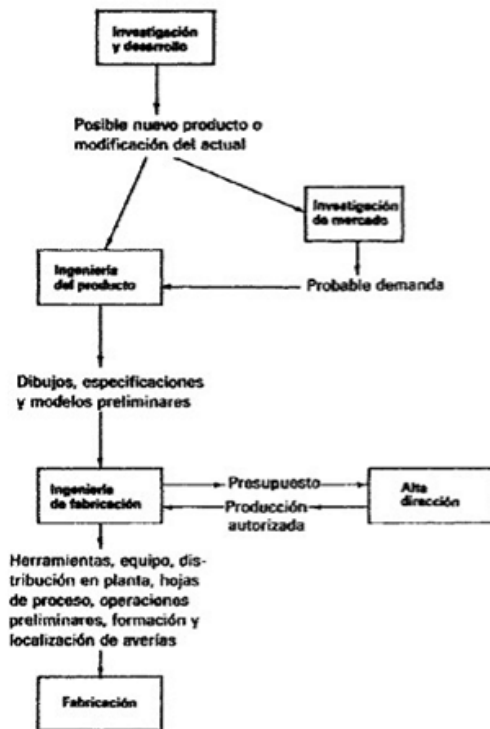 Investigación
y desarrollo
Posible nuevo producto o
modificación del actual
Investigación
de mercado
Ingeniería
del producto
Probable demanda
Dibujos, especificaciones
y modelos preliminares
Ingeniería
de fabricación
Presupuesto
Producción
autorizada
Alta
dirección
Herramientas, equipo, dis-
tribución en planta, hojas
de proceso, operaciones
preliminares, formación y
localización de averías
Fabricación